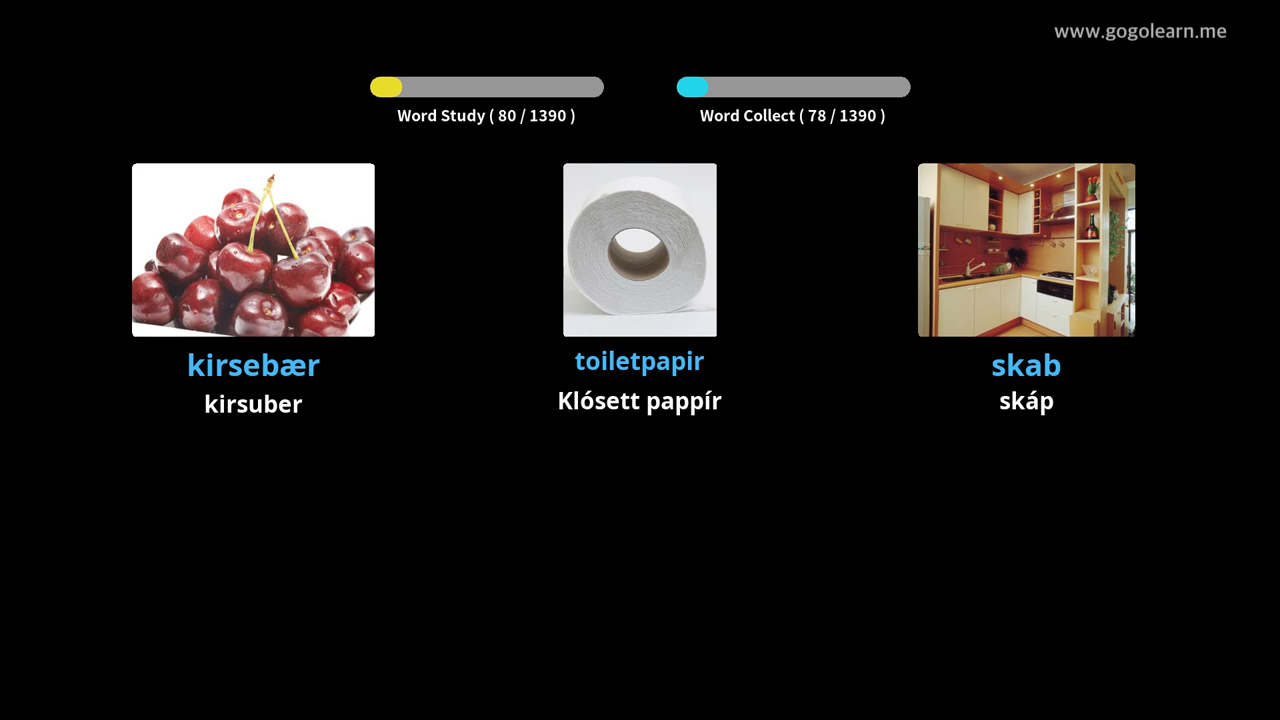 www.gogolearn.me
Word Study ( 80 / 1390 )
Word Collect ( 78 / 1390 )
kirsebær
kirsuber
toiletpapir
Klósett pappír
skab
skáp